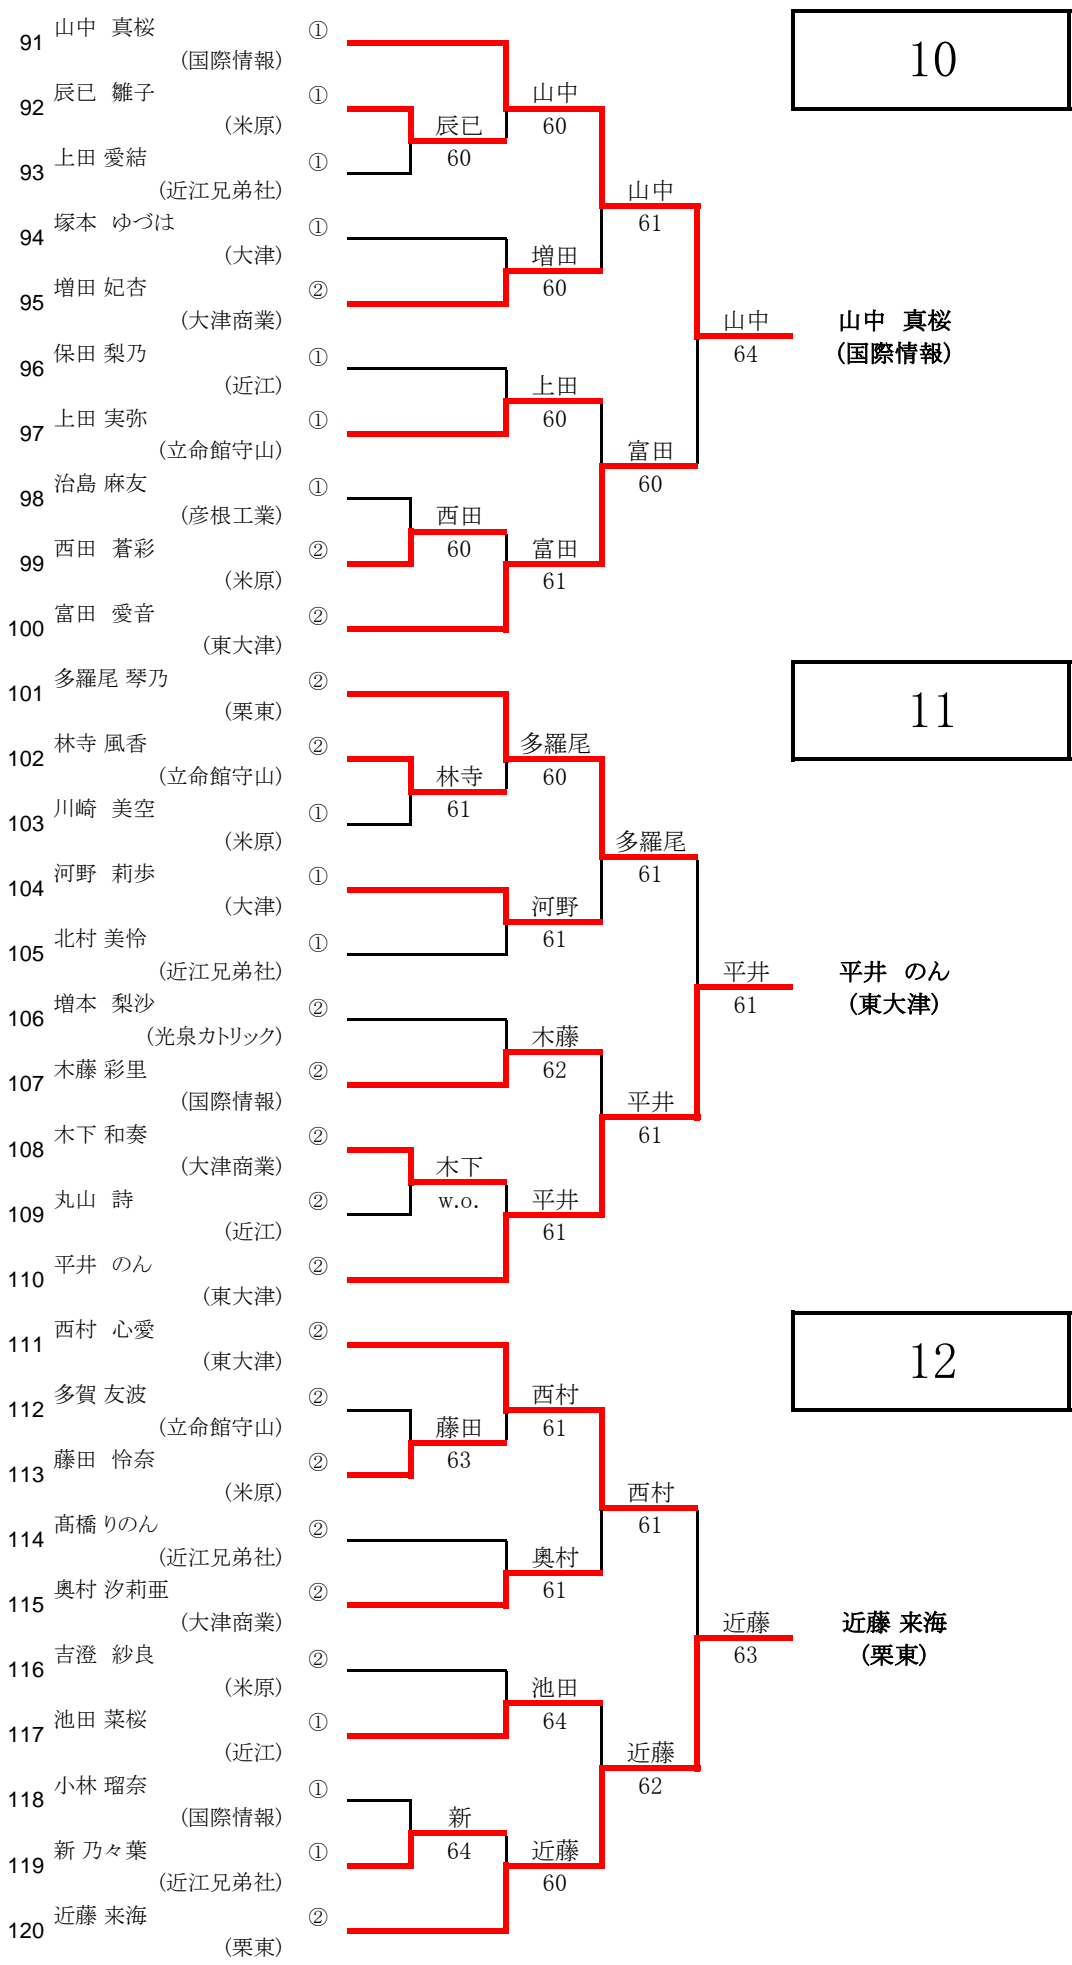 10
91 山中 真桜 ①
(国際情報)
92 辰已 雛子 ①
(米原)
93 上田 愛結 ①
(近江兄弟社)
94 塚本 ゆづは ①
(大津)
95 増田 妃杏 ②
(大津商業)
96 保田 梨乃 ①
(近江)
97 上田 実弥 ①
(立命館守山)
98 治島 麻友 ①
(彦根工業)
99 西田 蒼彩 ②
(米原)
100 富田 愛音 ②
(東大津)
辰已
60
西田
60
山中
60
増田
60
上田
60
富田
61
山中
61
富田
60
山中
64
山中 真桜
(国際情報)
11
101 多羅尾 琴乃 ②
(栗東)
102 林寺 風香 ②
(立命館守山)
103 川崎 美空 ①
(米原)
104 河野 莉歩 ①
(大津)
105 北村 美怜 ①
(近江兄弟社)
106 増本 梨沙 ②
(光泉カトリック)
107 木藤 彩里 ②
(国際情報)
108 木下 和奏 ②
(大津商業)
109 丸山 詩 ②
(近江)
110 平井 のん ②
(東大津)
林寺
61
木下
w.o.
多羅尾
60
河野
61
木藤
62
平井
61
多羅尾
61
平井
61
平井
61
平井 のん
(東大津)
12
111 西村 心愛 ②
(東大津)
112 多賀 友波 ②
(立命館守山)
113 藤田 怜奈 ②
(米原)
114 髙橋 りのん ②
(近江兄弟社)
115 奥村 汐莉亜 ②
(大津商業)
116 吉澄 紗良 ②
(米原)
117 池田 菜桜 ①
(近江)
118 小林 瑠奈 ①
(国際情報)
119 新 乃々葉 ①
(近江兄弟社)
120 近藤 来海 ②
(栗東)
藤田
63
新
64
西村
61
奥村
61
池田
64
近藤
60
西村
61
近藤
62
近藤
63
近藤 来海
(栗東)